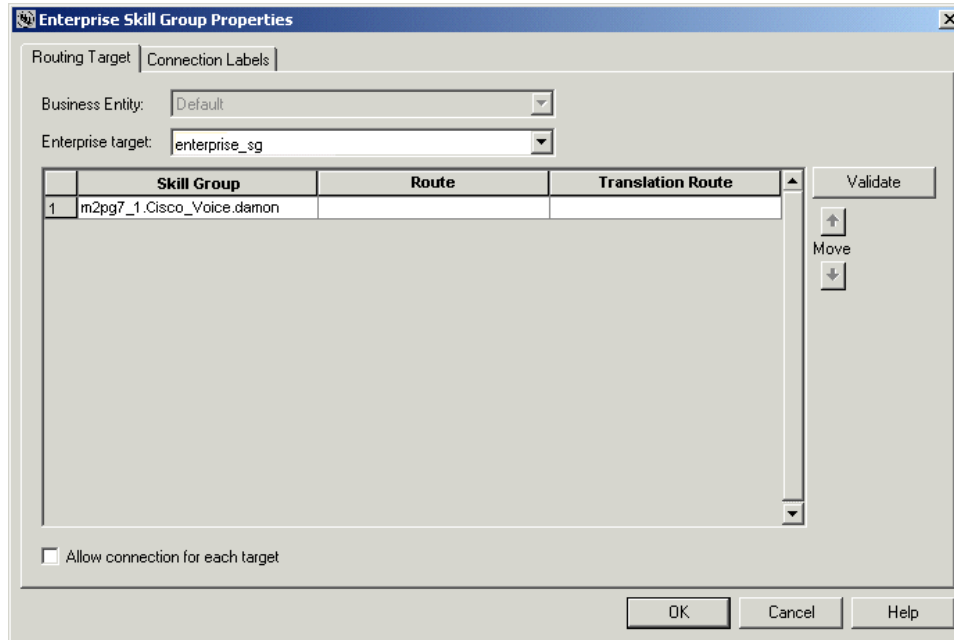 Enterprise Skill Group Properties
Routing Target Connection Labels
Business Entity: Default
Enterprise target: enterprise_sg
Skill Group Route Translation Route
Validate
1 m2pg7_1.Cisco_Voice.damon
Move
Allow connection for each target
OK Cancel Help